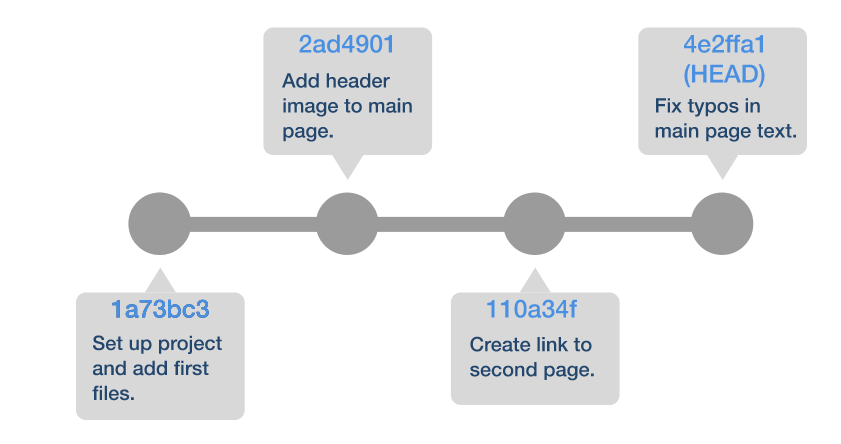 2ad4901
Add header
image to main
page.
4e2ffa1
(HEAD)
Fix typos in
main page text.
1a73bc3
Set up project
and add first
files.
110a34f
Create link to
second page.